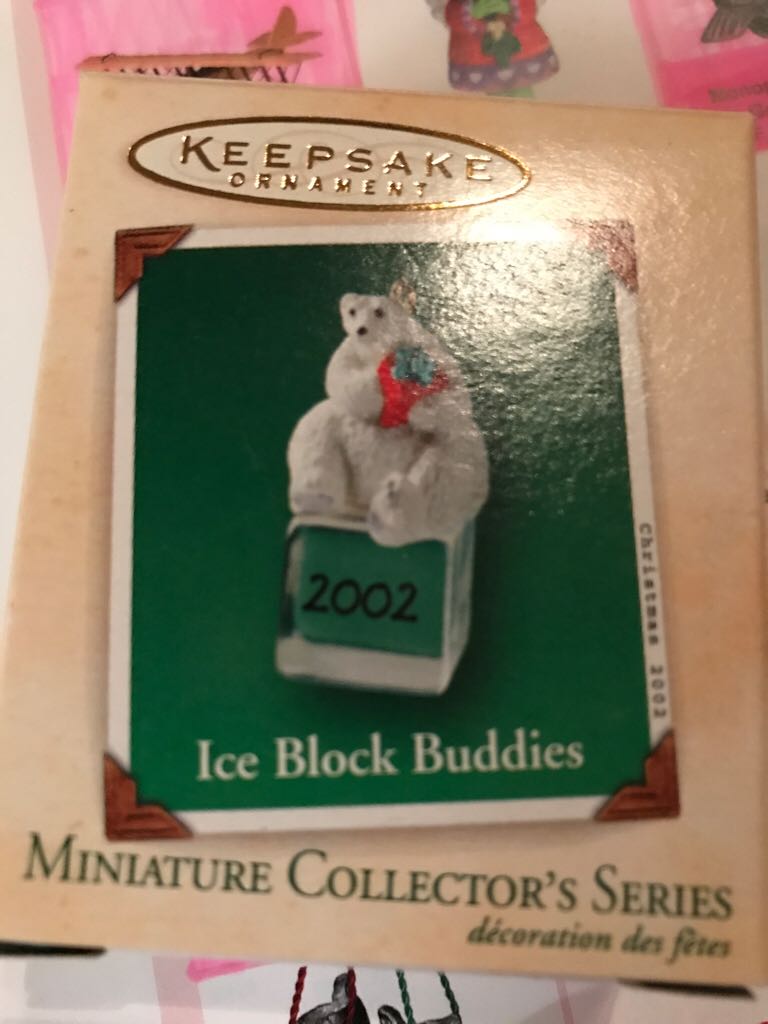 KEEPSAKE
ORNAMENT
2002
Christmas 2002
Ice Block Buddies
MINIATURE COLLECTOR'S SERIES
décoration des fêtes